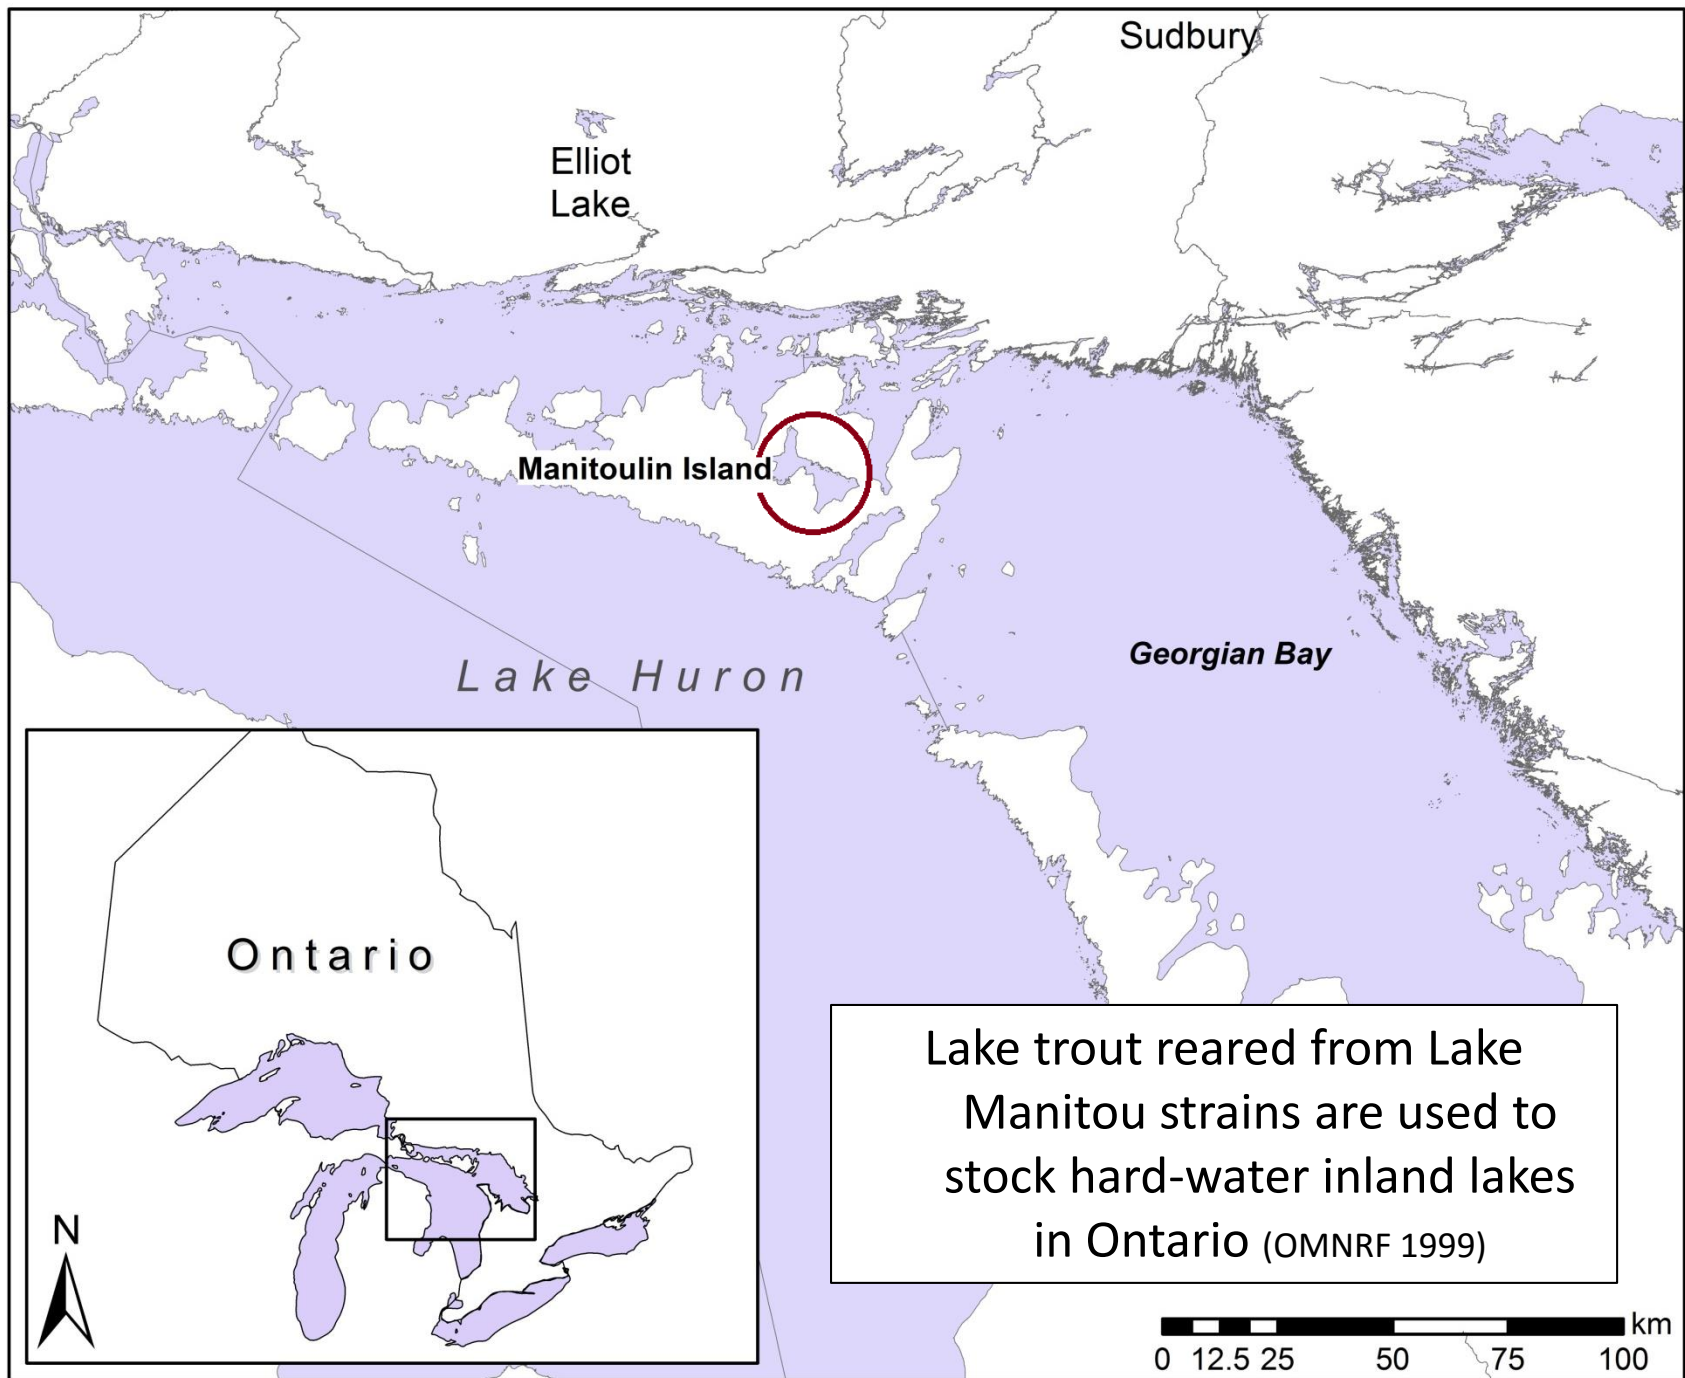 Sudbury
Elliot
Lake
Manitoulin Island
Georgian Bay
Lake Huron
Ontario
N
Lake trout reared from Lake
Manitou strains are used to
stock hard-water inland lakes
in Ontario (OMNRF 1999)
km
0 12.5 25 50 75 100